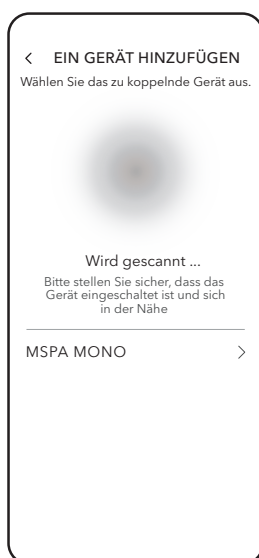 EIN GERÄT HINZUFÜGEN
Wählen Sie das zu koppelnde Gerät aus.
Wird gescannt ...
Bitte stellen Sie sicher, dass das
Gerät eingeschaltet ist und sich
in der Nähe
MSPA MONO